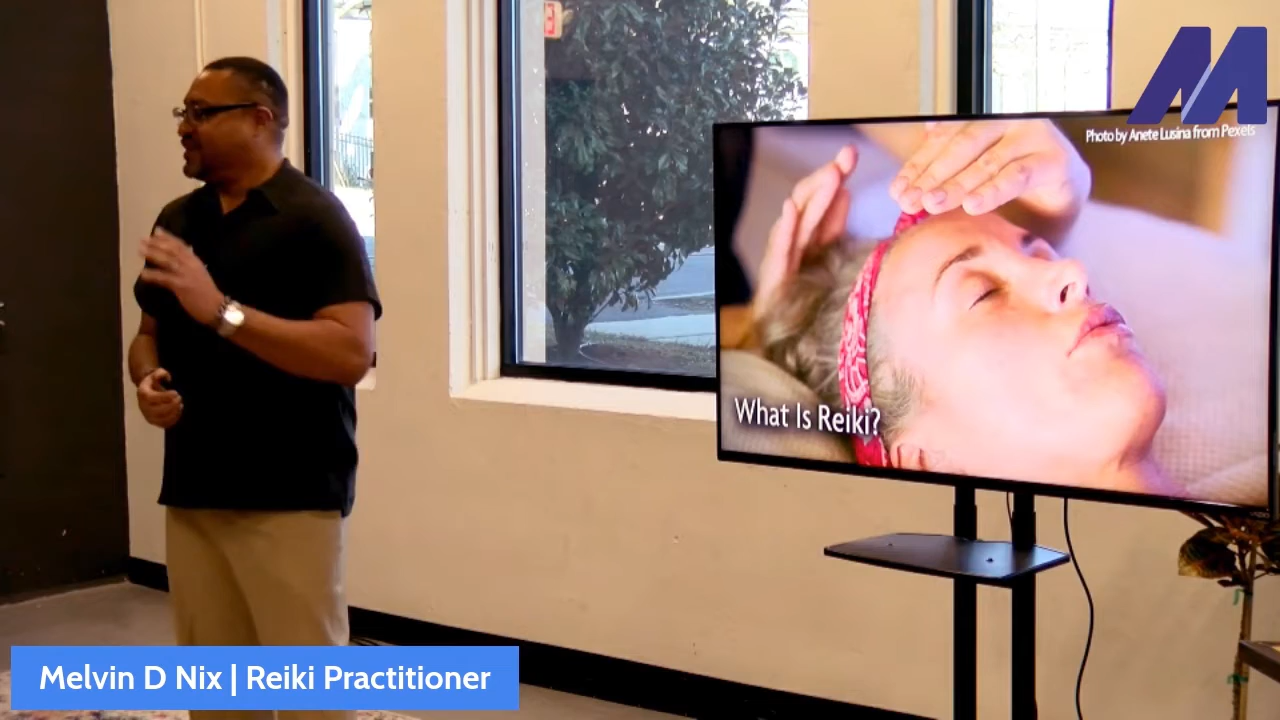 Photo by Anete Lusina from Pexels
What Is Reiki?
Melvin D Nix | Reiki Practitioner